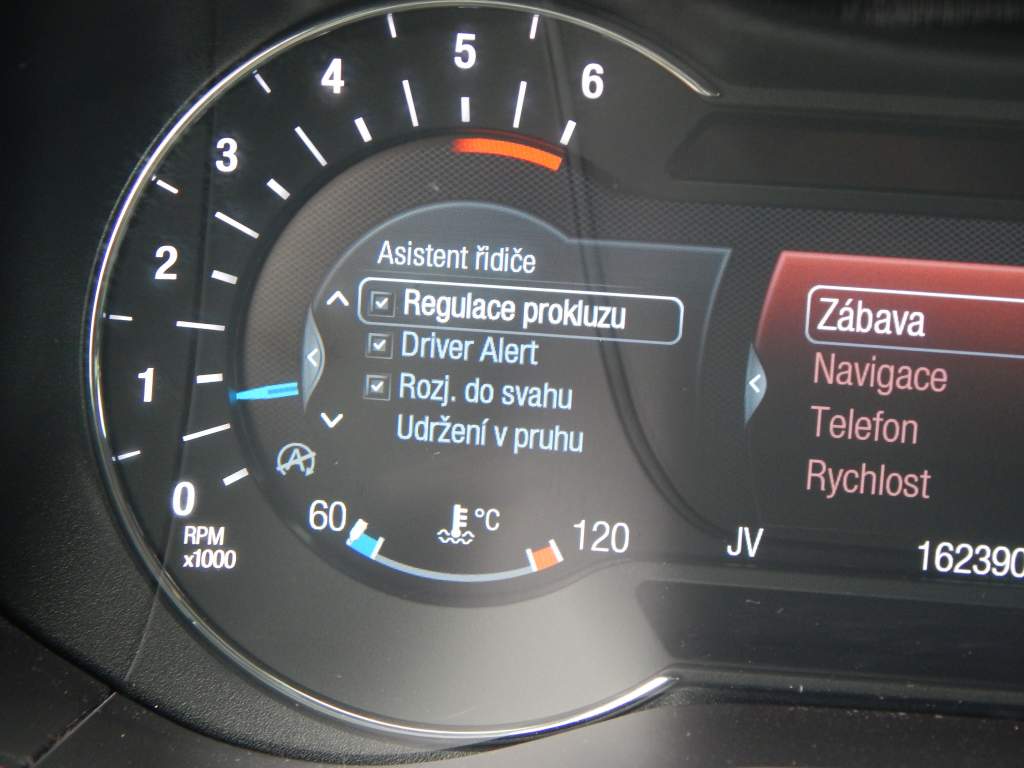 6
5
4
3
2
1
0
RPM
x1000
Asistent řidiče
Regulace prokluzu
Driver Alert
Rozj. do svahu
Udržení v pruhu
A
60
°C
120
Zábava
Navigace
Telefon
Rychlost
JV
162390